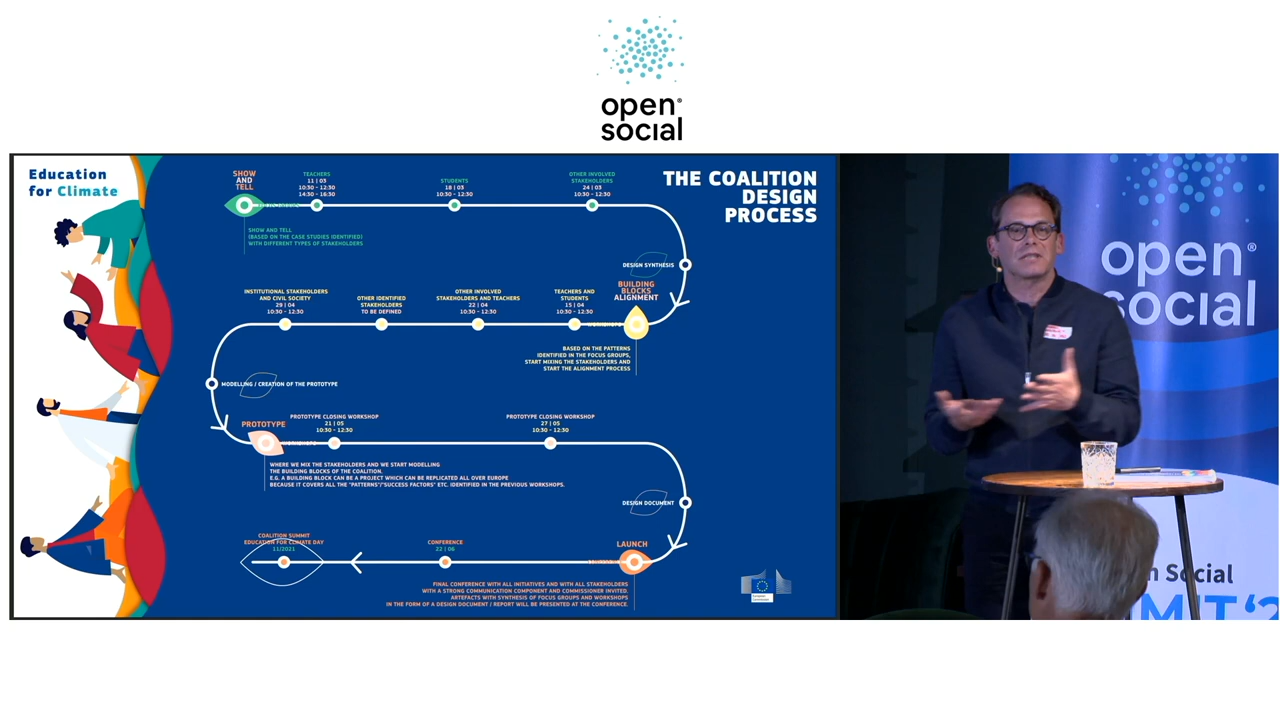 open®
social
Education
for Climate
THE COALITION
DESIGN
PROCESS
SHOW
AND
TELL
TEACHERS
11 | 03
10:30 - 12:30
14:30 - 16:30
STUDENTS
18 | 03
10:30 - 12:30
OTHER INVOLVED
STAKEHOLDERS
24 | 03
10:30 - 12:30
SHOW AND TELL
(BASED ON THE CASE STUDIES IDENTIFIED)
WITH DIFFERENT TYPES OF STAKEHOLDERS
DESIGN SYNTHESIS
BUILDING
BLOCKS
ALIGNMENT
WORKSHOPS
TEACHERS AND
STUDENTS
15 | 04
10:30 - 12:30
OTHER INVOLVED
STAKEHOLDERS AND TEACHERS
22 | 04
10:30 - 12:30
OTHER IDENTIFIED
STAKEHOLDERS
TO BE DEFINED
INSTITUTIONAL STAKEHOLDERS
AND CIVIL SOCIETY
29 | 04
10:30 - 12:30
BASED ON THE PATTERNS
IDENTIFIED IN THE FOCUS GROUPS,
START MIXING THE STAKEHOLDERS AND
START THE ALIGNMENT PROCESS
MODELLING / CREATION OF THE PROTOTYPE
PROTOTYPE
WORKSHOPS
PROTOTYPE CLOSING WORKSHOP
21 | 05
10:30 - 12:30
PROTOTYPE CLOSING WORKSHOP
27 | 05
10:30 - 12:30
WHERE WE MIX THE STAKEHOLDERS AND WE START MODELLING
THE BUILDING BLOCKS OF THE COALITION.
E.G. A BUILDING BLOCK CAN BE A PROJECT WHICH CAN BE REPLICATED ALL OVER EUROPE
BECAUSE IT COVERS ALL THE "PATTERNS"/"SUCCESS FACTORS" ETC. IDENTIFIED IN THE PREVIOUS WORKSHOPS.
DESIGN DOCUMENT
LAUNCH
CONFERENCE
22 | 06
COALITION SUMMIT
EDUCATION FOR CLIMATE DAY
11/2021
FINAL CONFERENCE WITH ALL INITIATIVES AND WITH ALL STAKEHOLDERS
WITH A STRONG COMMUNICATION COMPONENT AND COMMISSIONER INVITED.
ARTEFACTS WITH SYNTHESIS OF FOCUS GROUPS AND WORKSHOPS
IN THE FORM OF A DESIGN DOCUMENT / REPORT WILL BE PRESENTED AT THE CONFERENCE.
European
Commission
open®
social
n Social
MIT '2